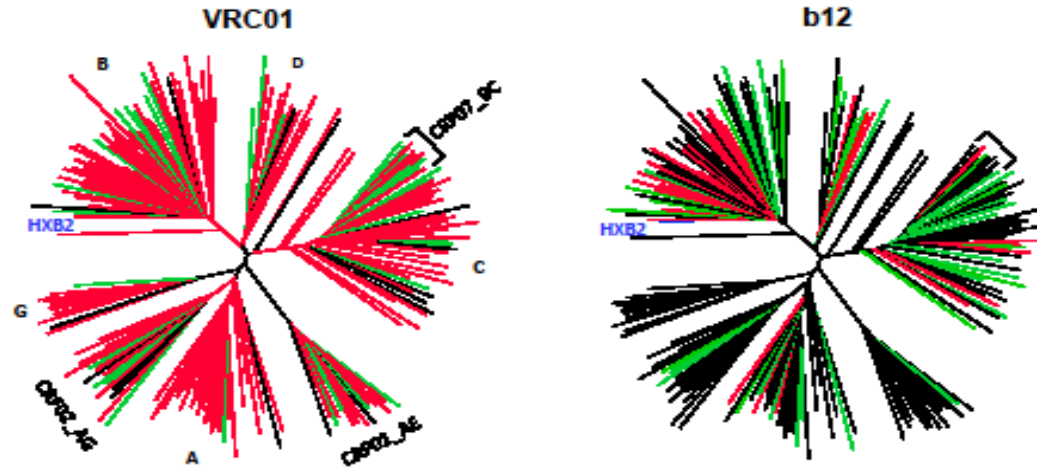 VRC01
b12
B
D
CRF07_BC
HXB2
HXB2
C
G
CRF02_AG
A
CRF01_AE